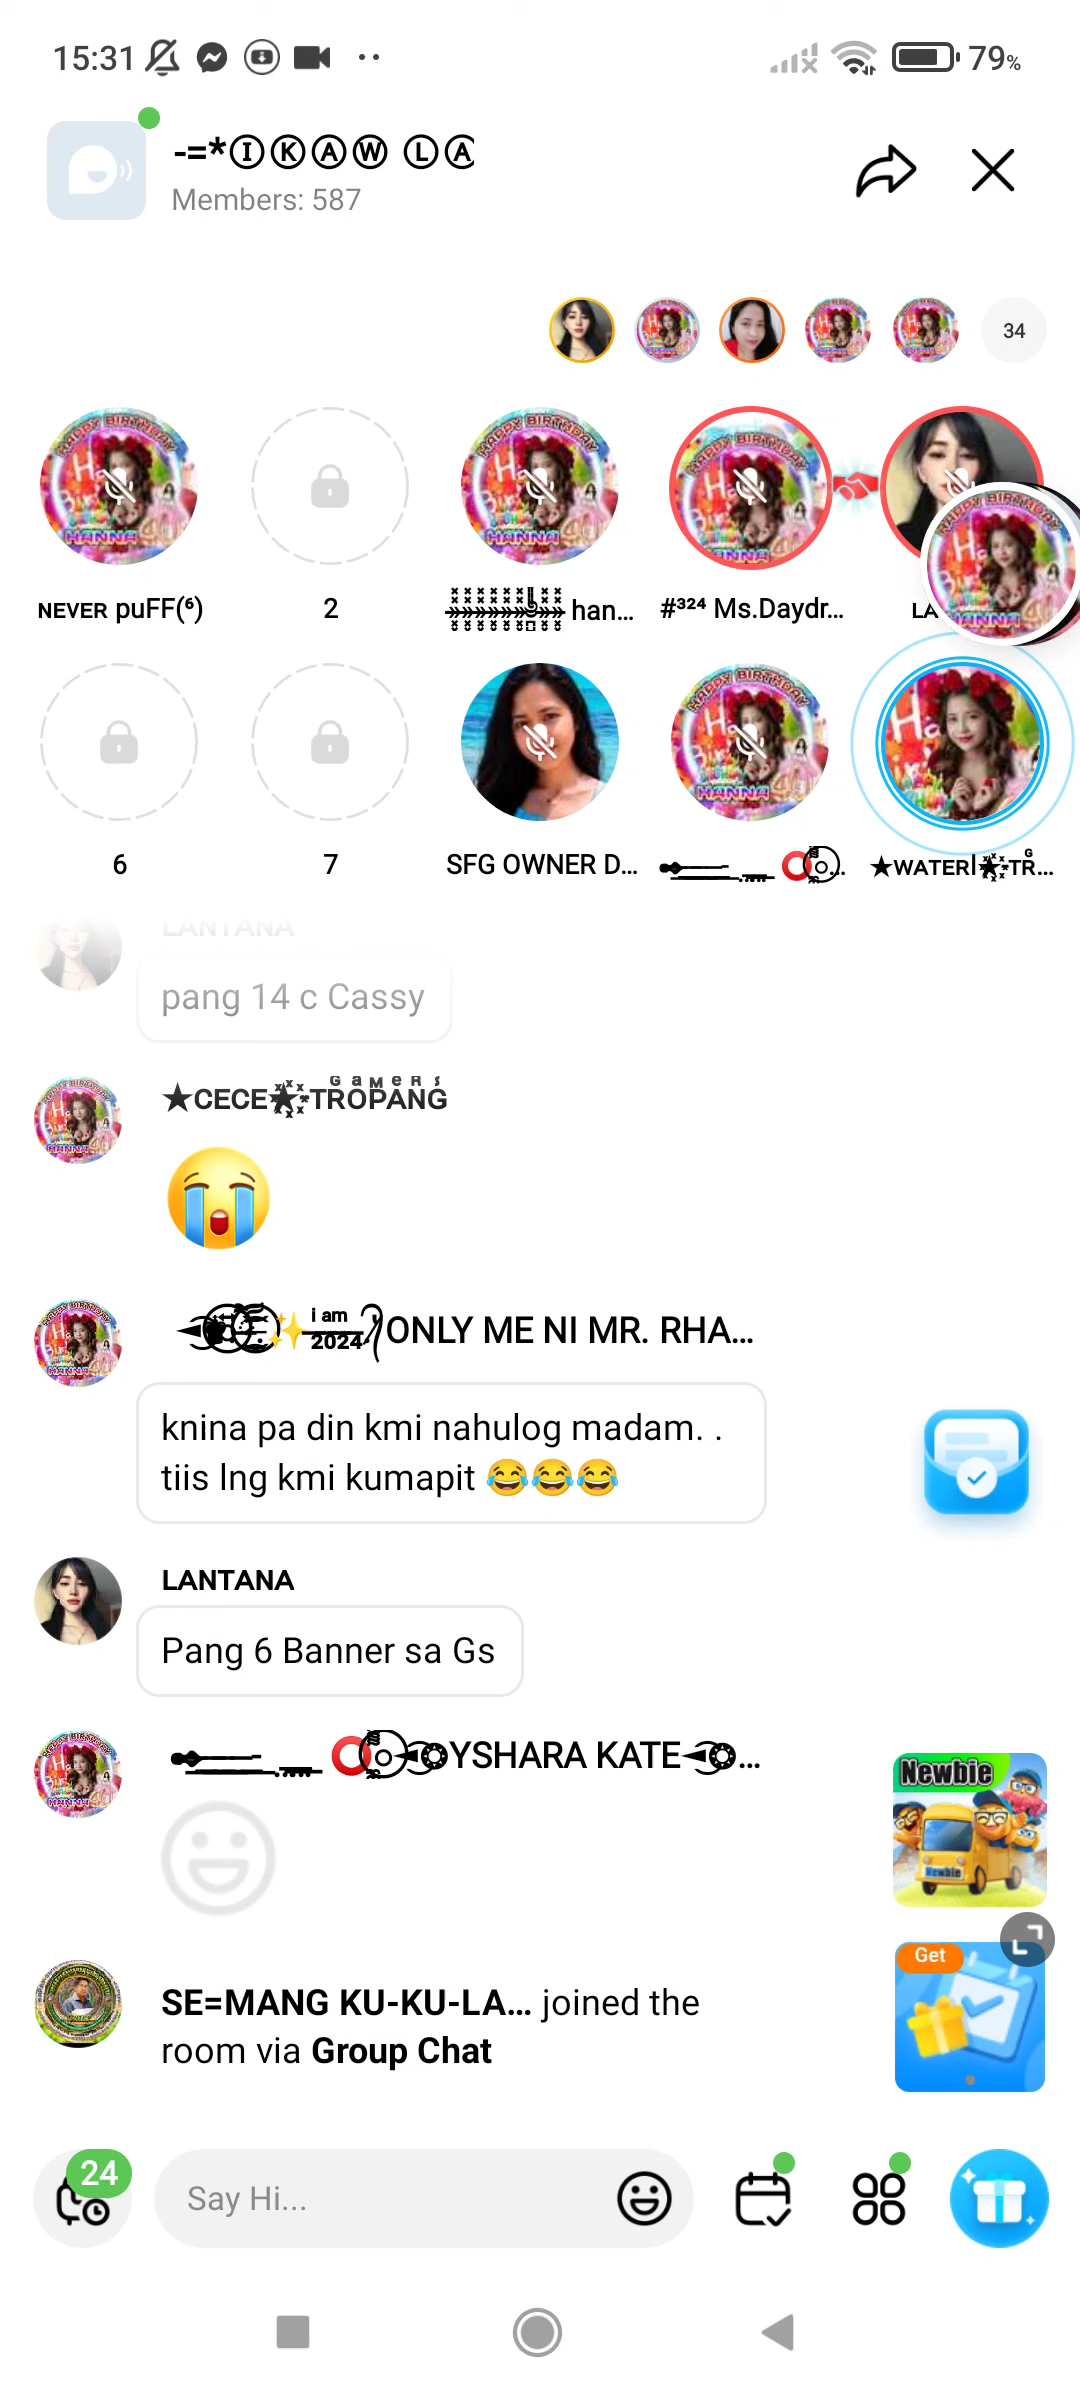 15:31
79%
-=*ⒾⓀⒶⓌ ⓁⒶ
Members: 587
34
NEVER puFF(⁶)
2
han...
#³²⁴ Ms.Daydr...
LA
6
7
SFG OWNER D...
★WATERl★TR...
LANTANA
pang 14 c Cassy
★CECE★TROPANG GaMeRs
😭
✨i am 2024 ONLY ME NI MR. RHA...
knina pa din kmi nahulog madam. .
tiis lng kmi kumapit 😂😂😂
LANTANA
Pang 6 Banner sa Gs
⭕YSHARA KATE...
Newbie
Newbie
Get
SE=MANG KU-KU-LA... joined the
room via Group Chat
24
Say Hi...